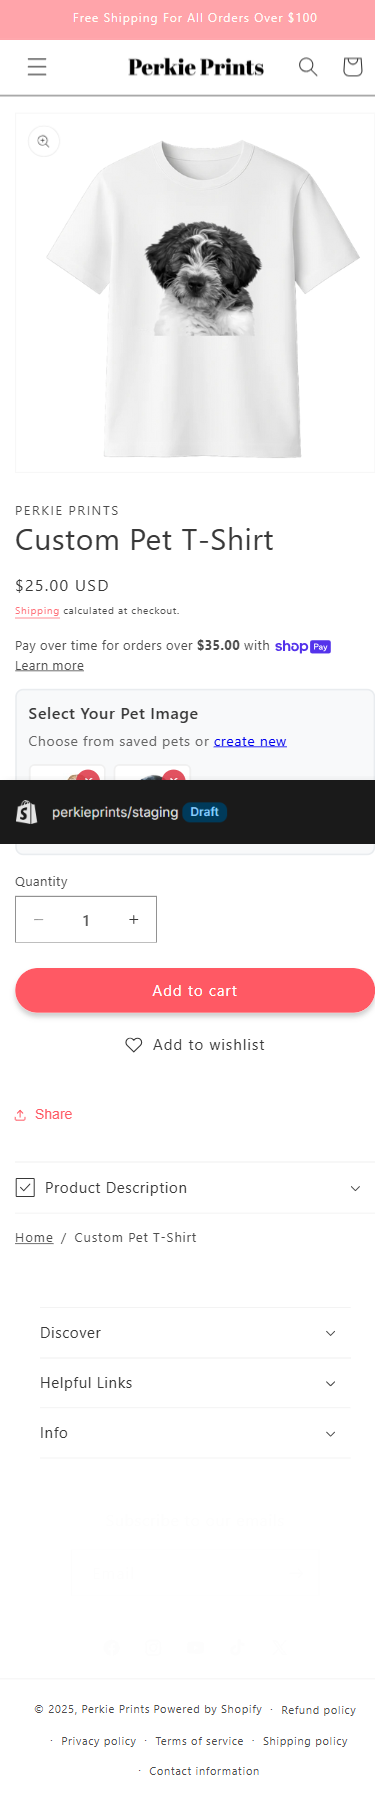 Free Shipping For All Orders Over $100
Perkie Prints
PERKIE PRINTS
Custom Pet T-Shirt
$25.00 USD
Shipping calculated at checkout.
Pay over time for orders over $35.00 with shop Pay
Learn more
Select Your Pet Image
Choose from saved pets or create new
perkieprints/staging Draft
Quantity
− 1 +
Add to cart
Add to wishlist
Share
Product Description
Home / Custom Pet T-Shirt
Discover
Helpful Links
Info
© 2025, Perkie Prints Powered by Shopify · Refund policy
· Privacy policy · Terms of service · Shipping policy
· Contact information